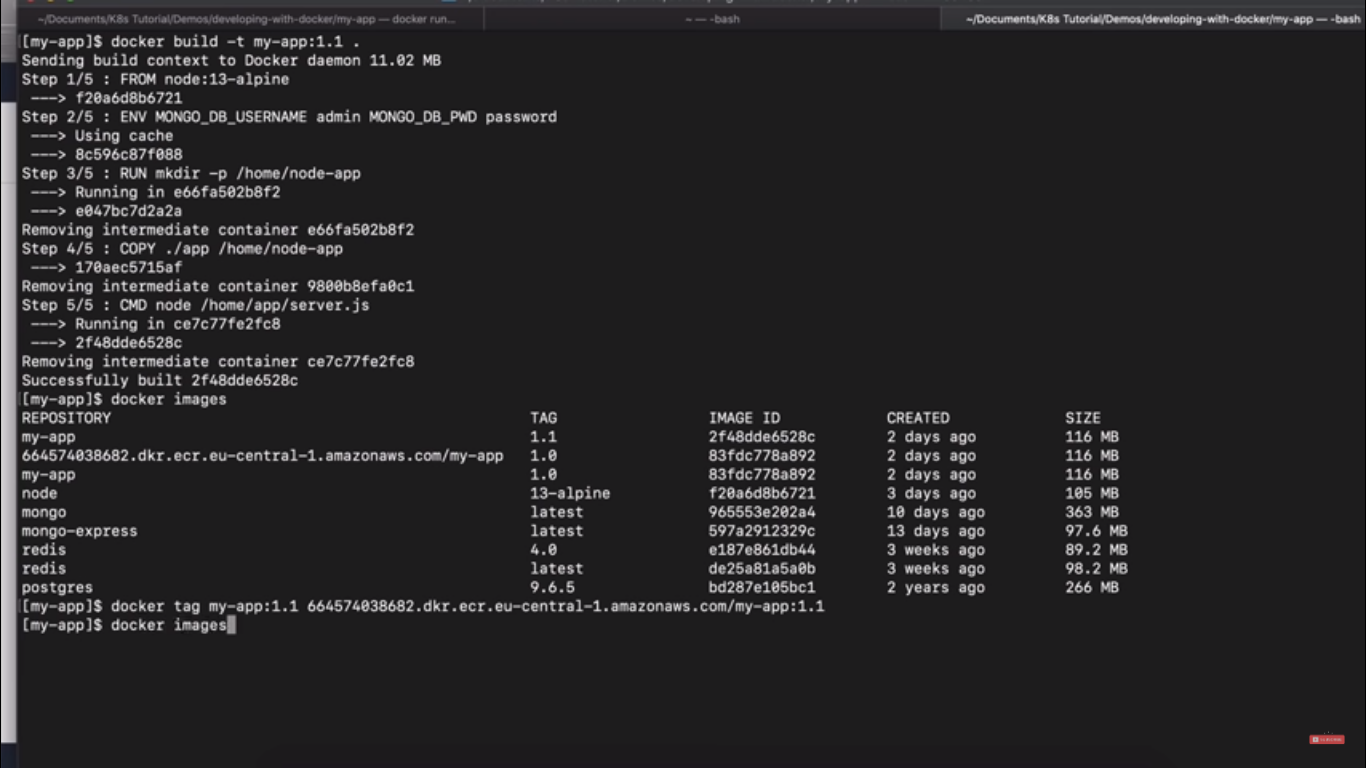 ~/Documents/K8s Tutorial/Demos/developing-with-docker/my-app — docker run... ~ — -bash ~/Documents/K8s Tutorial/Demos/developing-with-docker/my-app — -bash
[my-app]$ docker build -t my-app:1.1 .
Sending build context to Docker daemon 11.02 MB
Step 1/5 : FROM node:13-alpine
---> f20a6d8b6721
Step 2/5 : ENV MONGO_DB_USERNAME admin MONGO_DB_PWD password
---> Using cache
---> 8c596c87f088
Step 3/5 : RUN mkdir -p /home/node-app
---> Running in e66fa502b8f2
---> e047bc7d2a2a
Removing intermediate container e66fa502b8f2
Step 4/5 : COPY ./app /home/node-app
---> 170aec5715af
Removing intermediate container 9800b8efa0c1
Step 5/5 : CMD node /home/app/server.js
---> Running in ce7c77fe2fc8
---> 2f48dde6528c
Removing intermediate container ce7c77fe2fc8
Successfully built 2f48dde6528c
[my-app]$ docker images
REPOSITORY TAG IMAGE ID CREATED SIZE
my-app 1.1 2f48dde6528c 2 days ago 116 MB
664574038682.dkr.ecr.eu-central-1.amazonaws.com/my-app 1.0 83fdc778a892 2 days ago 116 MB
my-app 1.0 83fdc778a892 2 days ago 116 MB
node 13-alpine f20a6d8b6721 3 days ago 105 MB
mongo latest 965553e202a4 10 days ago 363 MB
mongo-express latest 597a2912329c 13 days ago 97.6 MB
redis 4.0 e187e861db44 3 weeks ago 89.2 MB
redis latest de25a81a5a0b 3 weeks ago 98.2 MB
postgres 9.6.5 bd287e105bc1 2 years ago 266 MB
[my-app]$ docker tag my-app:1.1 664574038682.dkr.ecr.eu-central-1.amazonaws.com/my-app:1.1
[my-app]$ docker images